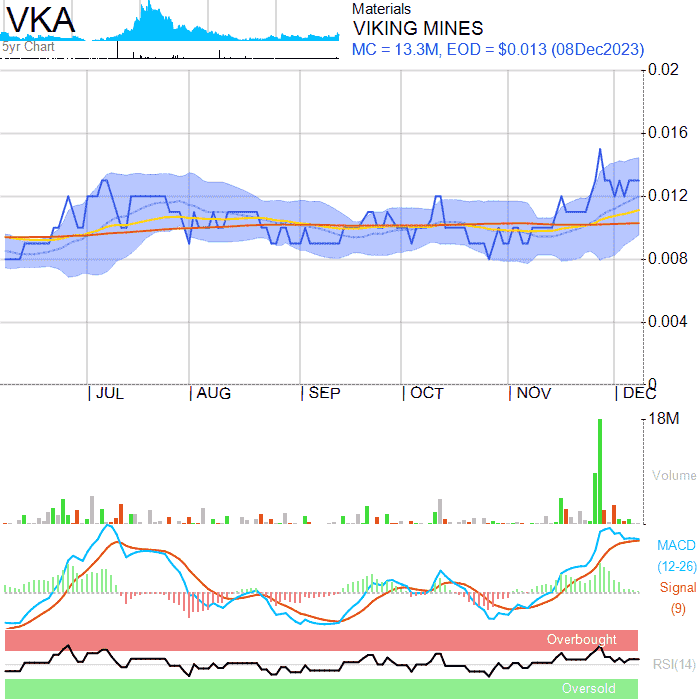 VKA
5yr Chart
Materials
VIKING MINES
MC = 13.3M, EOD = $0.013 (08Dec2023)
0.02
0.016
0.012
0.008
0.004
0
JUL AUG SEP OCT NOV DEC
18M
Volume
MACD
(12-26)
Signal
(9)
Overbought
RSI(14)
Oversold